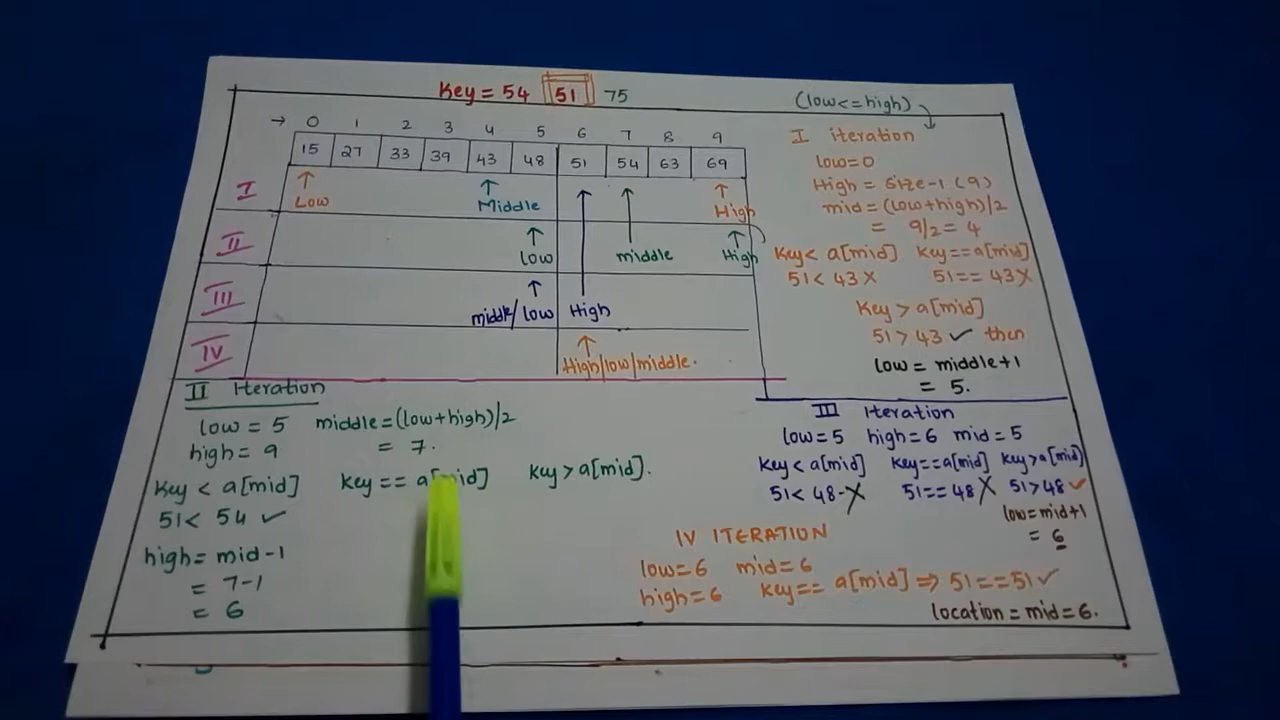 Key = 54 51 75
(low<=high)
→ 0 1 2 3 4 5 6 7 8 9
15 27 33 39 43 48 51 54 63 69
I
Low Middle High
II
low middle High
III
middle/low High
IV
High/low/middle.
I iteration
low=0
High = Size-1 (9)
mid = (low+high)/2
= 9/2 = 4
Key< a[mid] Key==a[mid]
51< 43 X 51== 43 X
Key > a[mid]
51 > 43 ✓ then
low = middle+1
= 5.
II Iteration
low = 5 middle=(low+high)/2
high= 9 = 7.
Key < a[mid] Key == a[mid] Key > a[mid].
51< 54 ✓
high= mid-1
= 7-1
= 6
III Iteration
low=5 high=6 mid=5
Key< a[mid] Key==a[mid] Key>a[mid]
51< 48-X 51==48 X 51>48 ✓
low=mid+1
= 6
IV ITERATION
low=6 mid=6
high=6 Key== a[mid] ⇒ 51==51 ✓
location = mid=6.